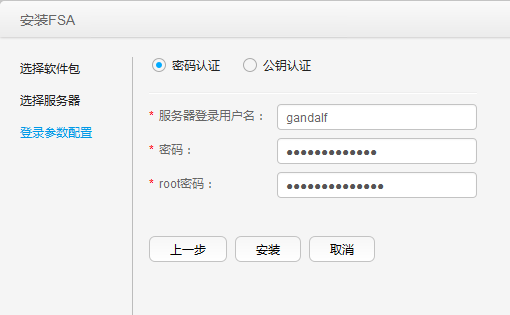 安装FSA
选择软件包
选择服务器
登录参数配置
密码认证 公钥认证
* 服务器登录用户名： gandalf
* 密码： ●●●●●●●●●●●●●
* root密码： ●●●●●●●●●●●●●●
上一步 安装 取消